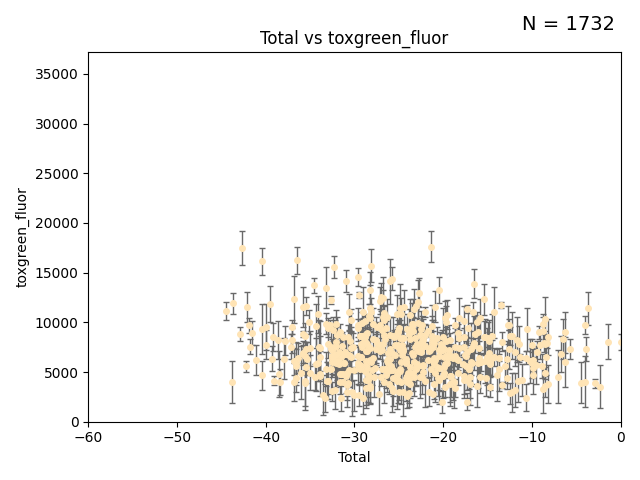 N = 1732
Total vs toxgreen_fluor
35000
30000
25000
20000
15000
10000
5000
0
toxgreen_fluor
−60 −50 −40 −30 −20 −10 0
Total